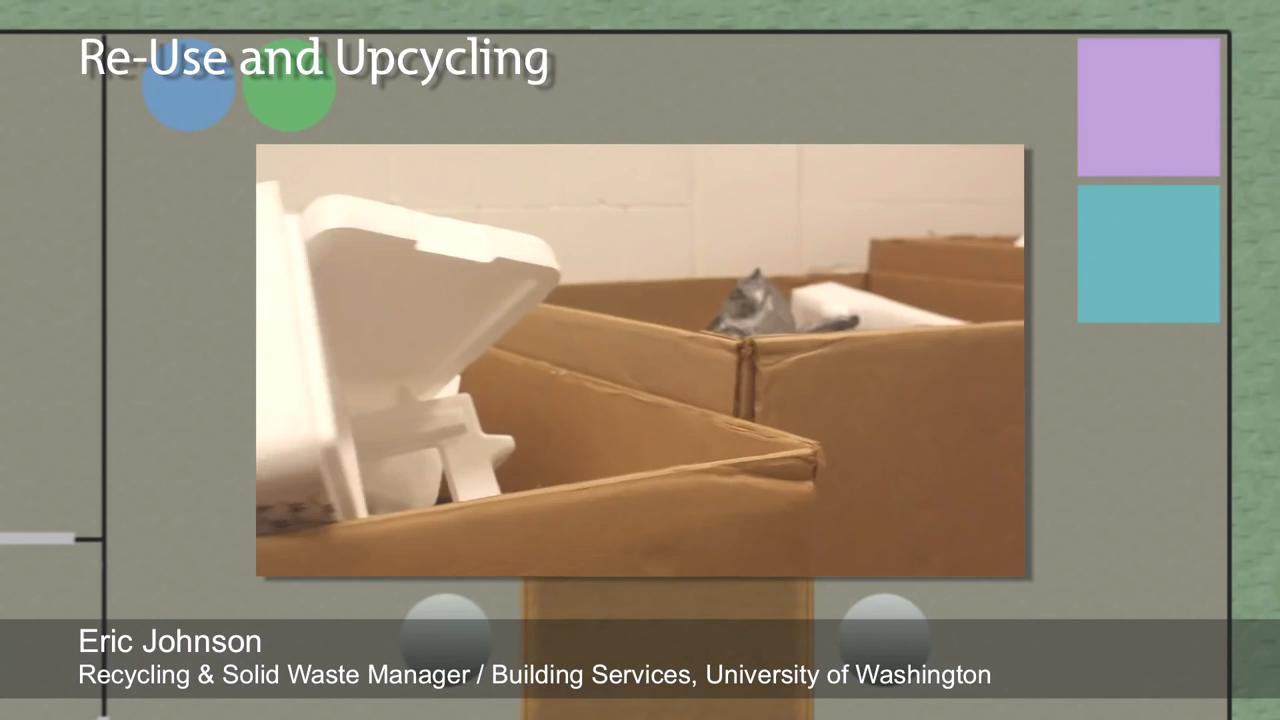 Re-Use and Upcycling
Eric Johnson
Recycling & Solid Waste Manager / Building Services, University of Washington